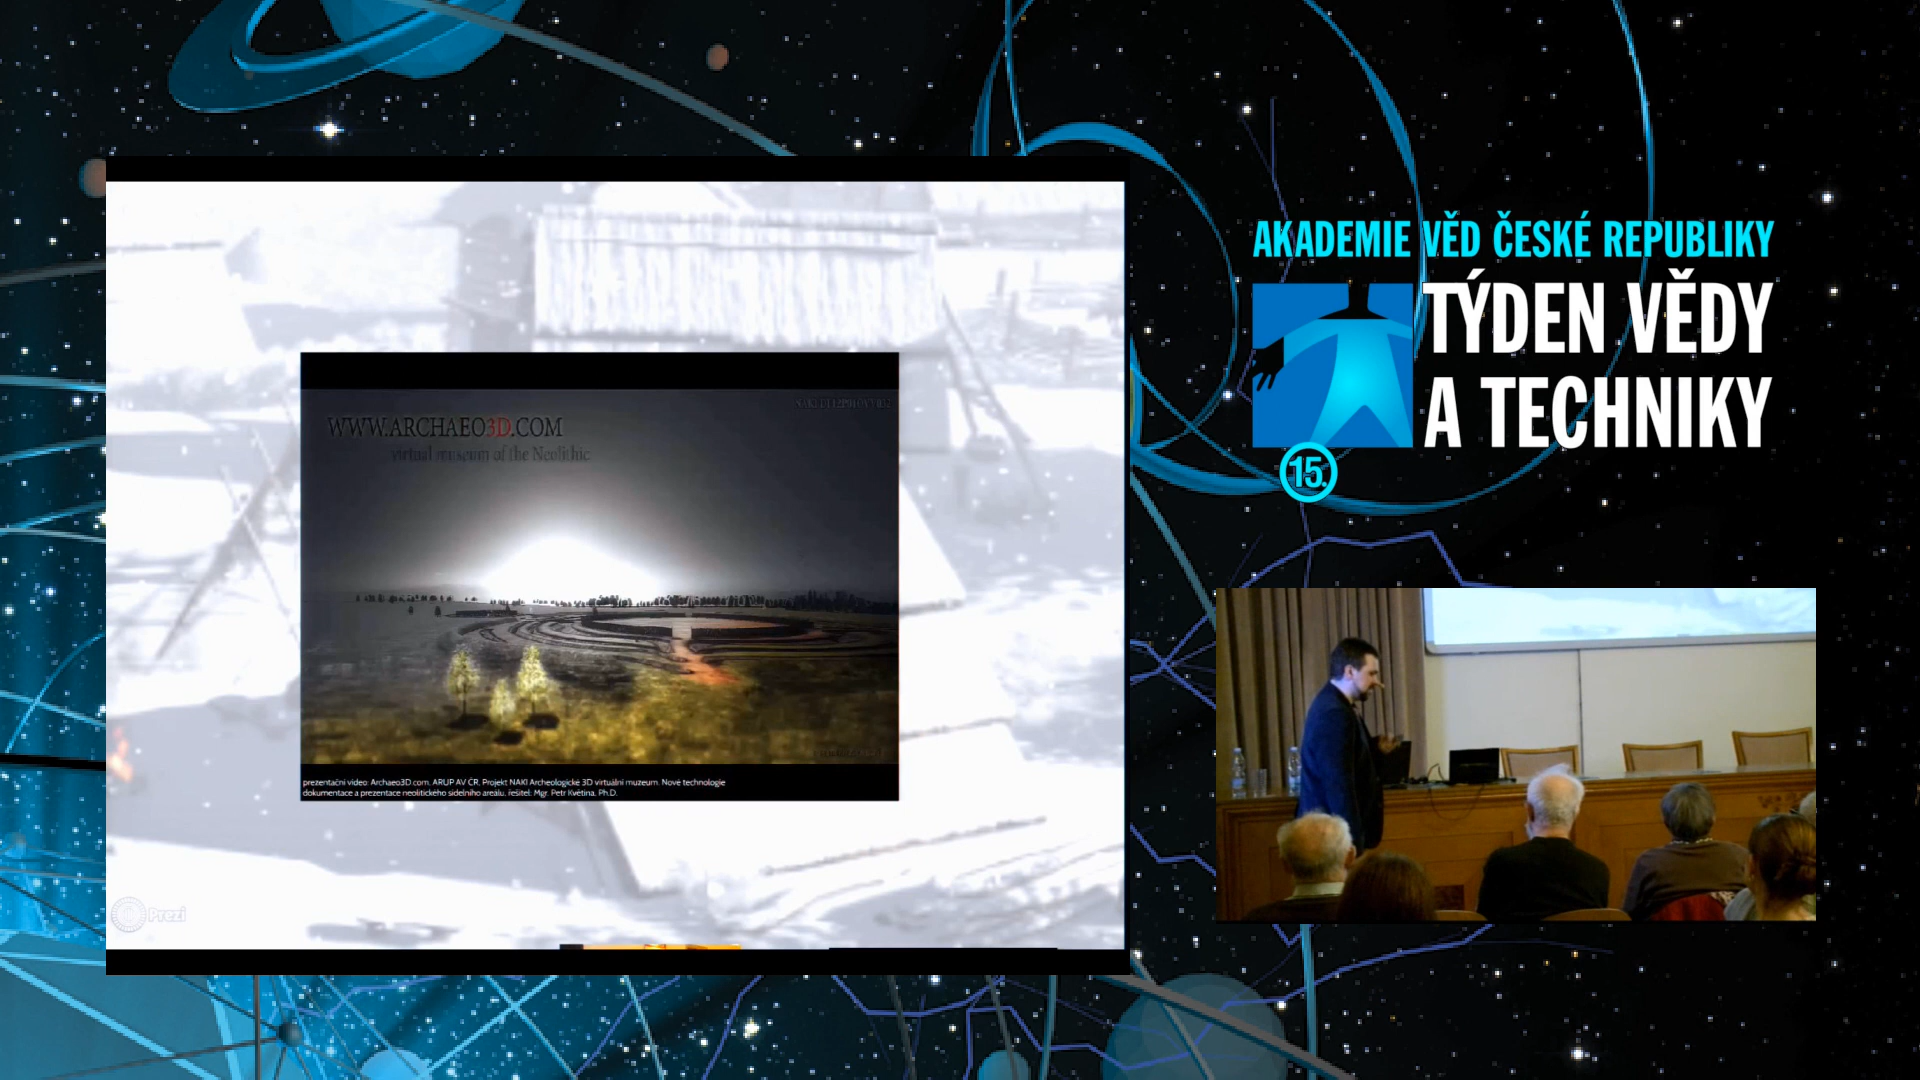 AKADEMIE VĚD ČESKÉ REPUBLIKY
TÝDEN VĚDY
A TECHNIKY
15.
WWW.ARCHAEO3D.COM
virtual museum of the Neolithic
prezentační video: Archaeo3D com. ARUP AV ČR, Projekt NAKI Archeologické 3D virtuální muzeum. Nové technologie
dokumentace a prezentace neolitického sídelního areálu, řešitel: Mgr. Petr Květina, Ph.D.
Prezi